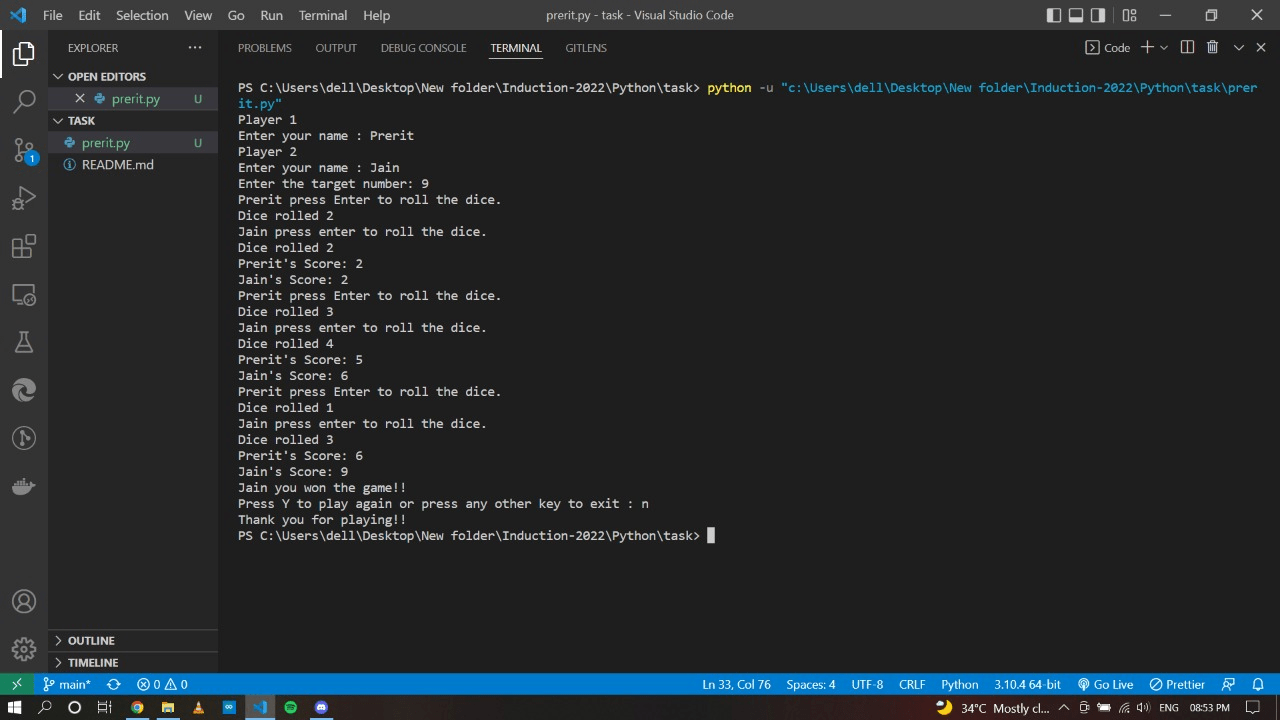 File Edit Selection View Go Run Terminal Help prerit.py - task - Visual Studio Code
EXPLORER
OPEN EDITORS
prerit.py U
TASK
prerit.py U
README.md
OUTLINE
TIMELINE
1
PROBLEMS OUTPUT DEBUG CONSOLE TERMINAL GITLENS Code
PS C:\Users\dell\Desktop\New folder\Induction-2022\Python\task> python -u "c:\Users\dell\Desktop\New folder\Induction-2022\Python\task\prer
it.py"
Player 1
Enter your name : Prerit
Player 2
Enter your name : Jain
Enter the target number: 9
Prerit press Enter to roll the dice.
Dice rolled 2
Jain press enter to roll the dice.
Dice rolled 2
Prerit's Score: 2
Jain's Score: 2
Prerit press Enter to roll the dice.
Dice rolled 3
Jain press enter to roll the dice.
Dice rolled 4
Prerit's Score: 5
Jain's Score: 6
Prerit press Enter to roll the dice.
Dice rolled 1
Jain press enter to roll the dice.
Dice rolled 3
Prerit's Score: 6
Jain's Score: 9
Jain you won the game!!
Press Y to play again or press any other key to exit : n
Thank you for playing!!
PS C:\Users\dell\Desktop\New folder\Induction-2022\Python\task>
main* 0 0 Ln 33, Col 76 Spaces: 4 UTF-8 CRLF Python 3.10.4 64-bit Go Live Prettier
34°C Mostly cl... ENG 08:53 PM